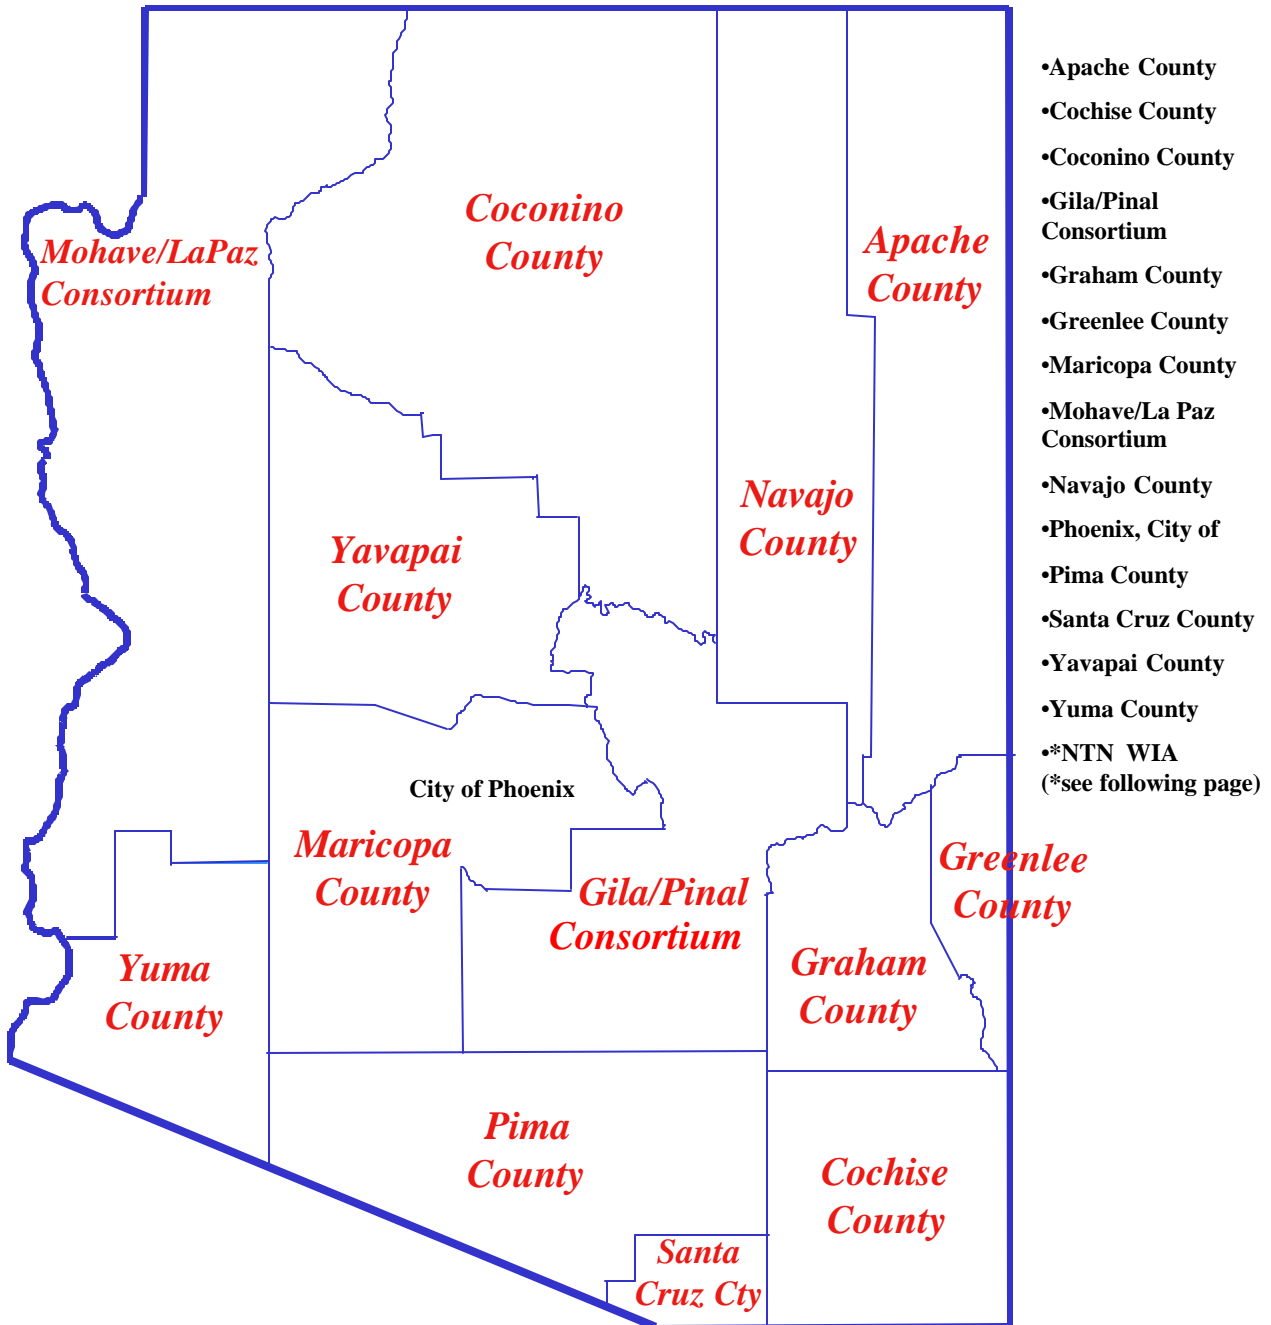 Coconino
County
Apache
County
Mohave/LaPaz
Consortium
Navajo
County
Yavapai
County
City of Phoenix
Maricopa
County
Gila/Pinal
Consortium
Greenlee
County
Yuma
County
Graham
County
Pima
County
Cochise
County
Santa
Cruz Cty
•Apache County
•Cochise County
•Coconino County
•Gila/Pinal
Consortium
•Graham County
•Greenlee County
•Maricopa County
•Mohave/La Paz
Consortium
•Navajo County
•Phoenix, City of
•Pima County
•Santa Cruz County
•Yavapai County
•Yuma County
•*NTN WIA
(*see following page)